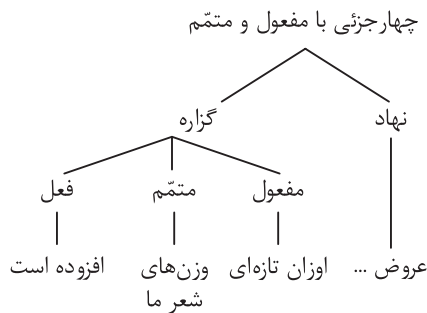 چهارجزئی با مفعول و متمّم
نهاد
گزاره
مفعول
متمّم
فعل
عروض ...
اوزان تازه‌ای
وزن‌های
شعر ما
افزوده است